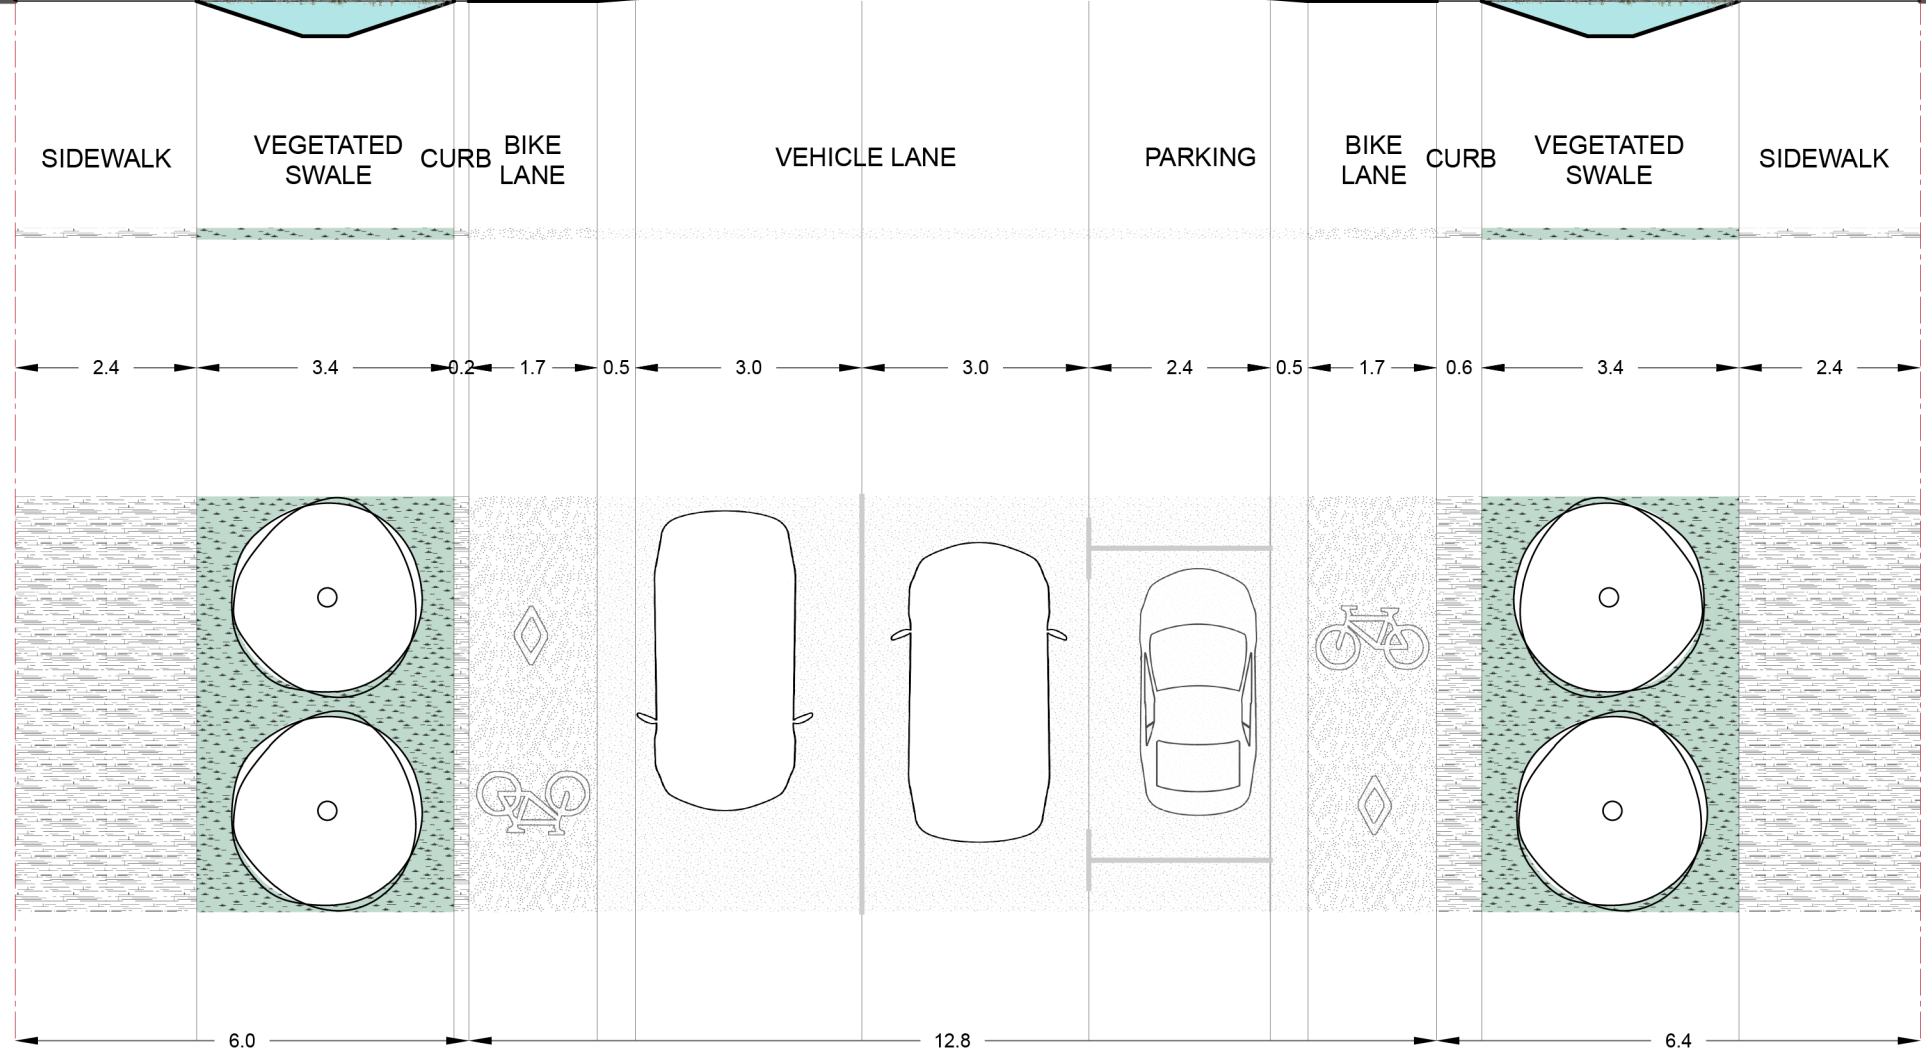 SIDEWALK
VEGETATED
SWALE
CURB
BIKE
LANE
VEHICLE LANE
PARKING
BIKE
LANE
CURB
VEGETATED
SWALE
SIDEWALK
2.4 3.4 0.2 1.7 0.5 3.0 3.0 2.4 0.5 1.7 0.6 3.4 2.4
6.0 12.8 6.4